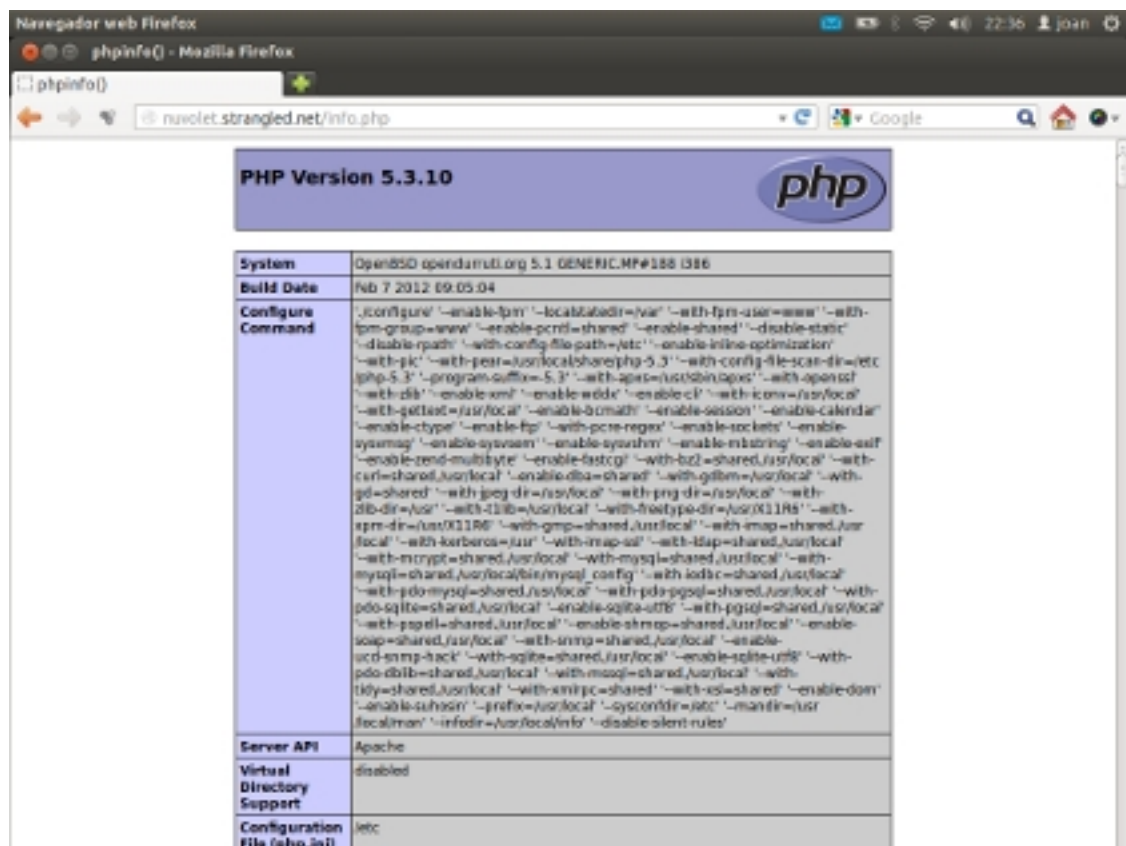 Navegador web Firefox 22:36 joan
phpinfo() - Mozilla Firefox
phpinfo()
nuvolet.strangled.net/info.php Google
PHP Version 5.3.10 php
System OpenBSD opendurruti.org 5.1 GENERIC.MP#188 i386
Build Date Feb 7 2012 09:05:04
Configure Command './configure' '--enable-fpm' '--localstatedir=/var' '--with-fpm-user=www' '--with-
fpm-group=www' '--enable-pcntl=shared' '--enable-shared' '--disable-static'
'--disable-rpath' '--with-config-file-path=/etc' '--enable-inline-optimization'
'--with-pic' '--with-pear=/usr/local/share/php-5.3' '--with-config-file-scan-dir=/etc
/php-5.3' '--program-suffix=-5.3' '--with-apxs=/usr/sbin/apxs' '--with-openssl'
'--with-zlib' '--enable-xml' '--enable-wddx' '--enable-cli' '--with-iconv=/usr/local'
'--with-gettext=/usr/local' '--enable-bcmath' '--enable-session' '--enable-calendar'
'--enable-ctype' '--enable-ftp' '--with-pcre-regex' '--enable-sockets' '--enable-
sysvmsg' '--enable-sysvsem' '--enable-sysvshm' '--enable-mbstring' '--enable-exif'
'--enable-zend-multibyte' '--enable-fastcgi' '--with-bz2=shared,/usr/local' '--with-
curl=shared,/usr/local' '--enable-dba=shared' '--with-gdbm=/usr/local' '--with-
gd=shared' '--with-jpeg-dir=/usr/local' '--with-png-dir=/usr/local' '--with-
zlib-dir=/usr' '--with-t1lib=/usr/local' '--with-freetype-dir=/usr/X11R6' '--with-
xpm-dir=/usr/X11R6' '--with-gmp=shared,/usr/local' '--with-imap=shared,/usr
/local' '--with-kerberos=/usr' '--with-imap-ssl' '--with-ldap=shared,/usr/local'
'--with-mcrypt=shared,/usr/local' '--with-mysql=shared,/usr/local' '--with-
mysqli=shared,/usr/local/bin/mysql_config' '--with-iodbc=shared,/usr/local'
'--with-pdo-mysql=shared,/usr/local' '--with-pdo-pgsql=shared,/usr/local' '--with-
pdo-sqlite=shared,/usr/local' '--enable-sqlite-utf8' '--with-pgsql=shared,/usr/local'
'--with-pspell=shared,/usr/local' '--enable-shmop=shared,/usr/local' '--enable-
soap=shared,/usr/local' '--with-snmp=shared,/usr/local' '--enable-
ucd-snmp-hack' '--with-sqlite=shared,/usr/local' '--enable-sqlite-utf8' '--with-
pdo-dblib=shared,/usr/local' '--with-mssql=shared,/usr/local' '--with-
tidy=shared,/usr/local' '--with-xmlrpc=shared' '--with-xsl=shared' '--enable-dom'
'--enable-suhosin' '--prefix=/usr/local' '--sysconfdir=/etc' '--mandir=/usr
/local/man' '--infodir=/usr/local/info' '--disable-silent-rules'
Server API Apache
Virtual Directory Support disabled
Configuration File (php.ini) /etc